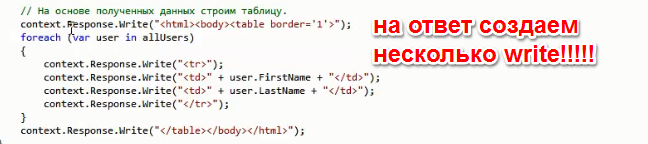 // На основе полученных данных строим таблицу.
context.Response.Write("<html><body><table border='1'>");
foreach (var user in allUsers)
{
context.Response.Write("<tr>");
context.Response.Write("<td>" + user.FirstName + "</td>");
context.Response.Write("<td>" + user.LastName + "</td>");
context.Response.Write("</tr>");
}
context.Response.Write("</table></body></html>");
на ответ создаем
несколько write!!!!!